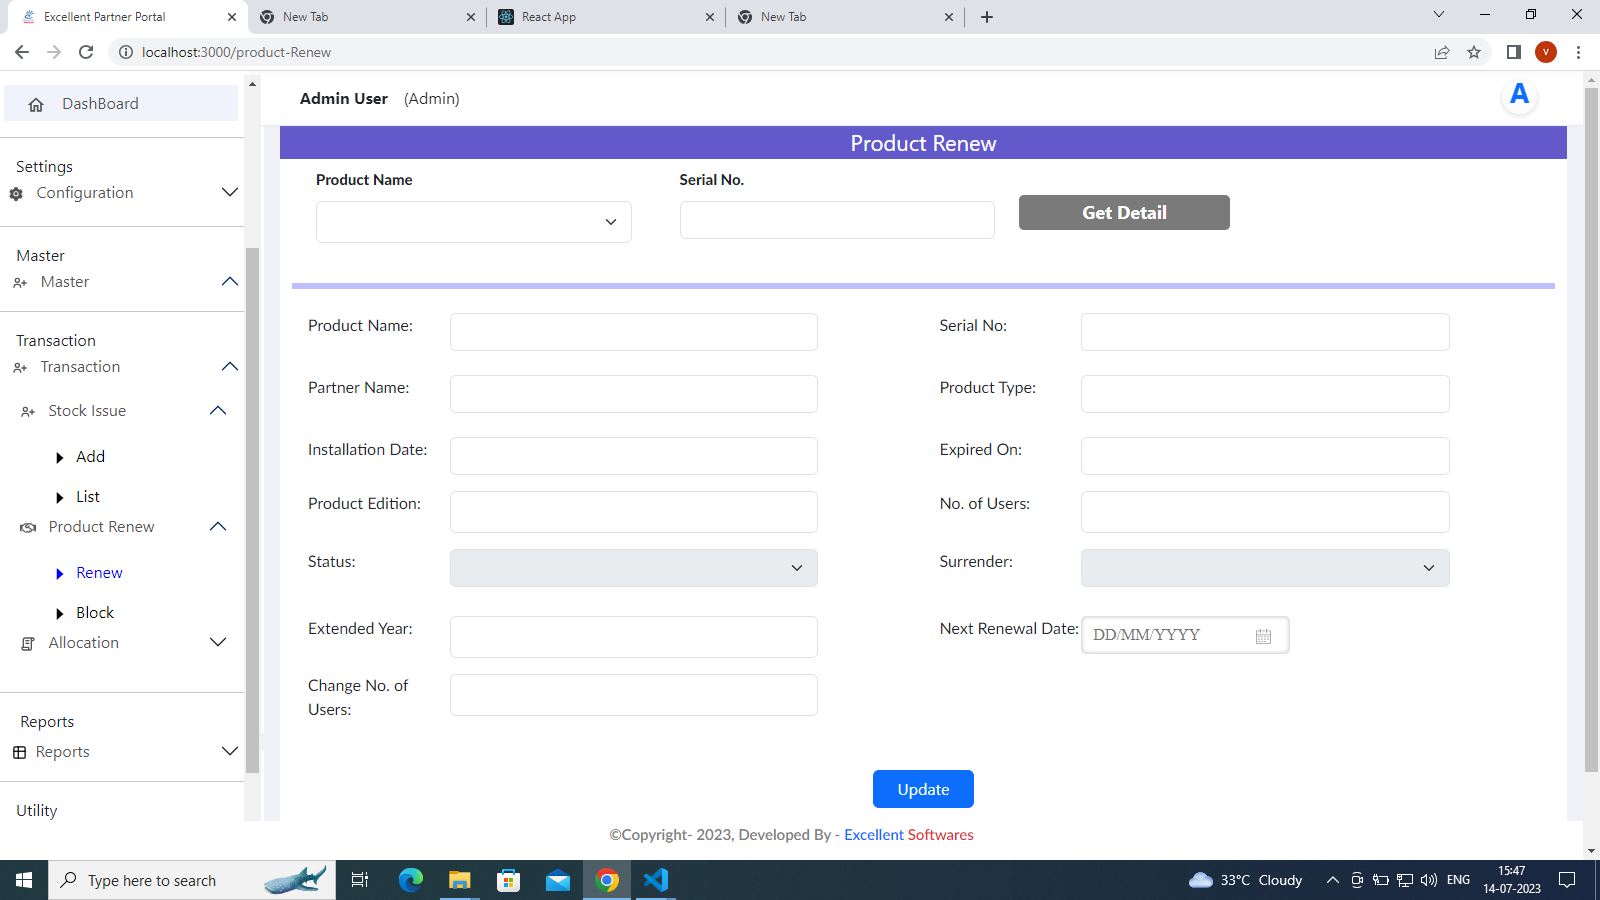 Excellent Partner Portal
New Tab
React App
New Tab
localhost:3000/product-Renew
V
DashBoard
Settings
Configuration
Master
Master
Transaction
Transaction
Stock Issue
Add
List
Product Renew
Renew
Block
Allocation
Reports
Reports
Utility
Admin User (Admin)
A
Product Renew
Product Name
Serial No.
Get Detail
Product Name:
Serial No:
Partner Name:
Product Type:
Installation Date:
Expired On:
Product Edition:
No. of Users:
Status:
Surrender:
Extended Year:
Next Renewal Date:
DD/MM/YYYY
Change No. of
Users:
Update
©Copyright- 2023, Developed By - Excellent Softwares
Type here to search
33°C Cloudy
ENG
15:47
14-07-2023